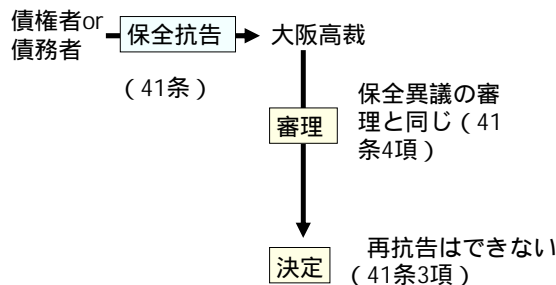 債権者or
債務者
保全抗告
大阪高裁
（41条）
審理
保全異議の審
理と同じ（41
条4項）
決定
再抗告はできない
（41条3項）